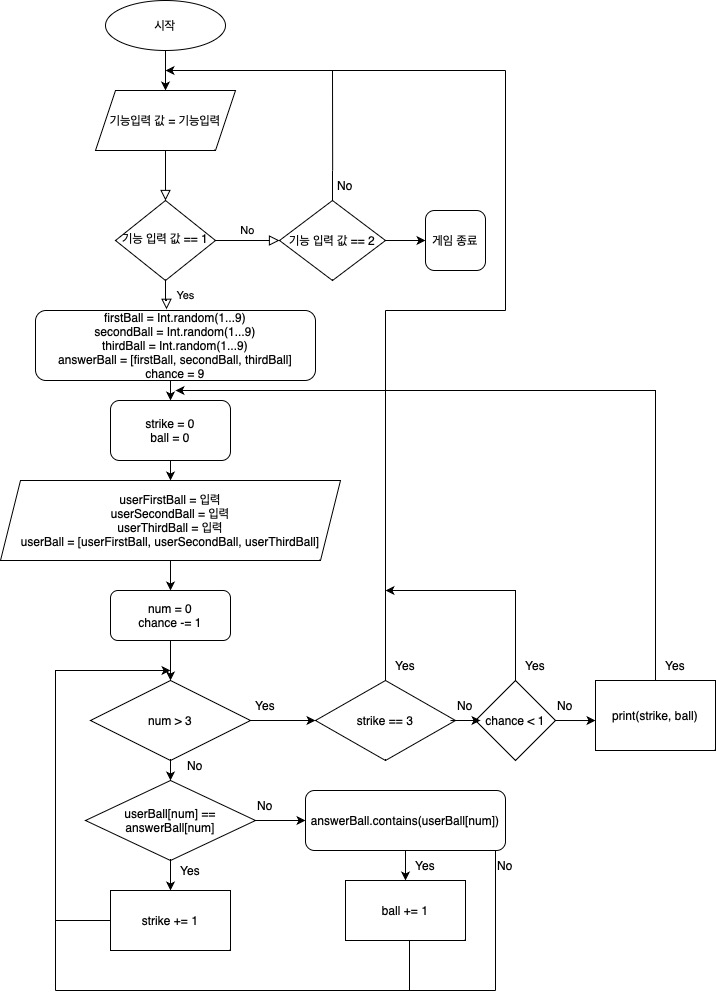 시작
기능입력 값 = 기능입력
기능 입력 값 == 1
No
기능 입력 값 == 2
No
게임 종료
Yes
firstBall = Int.random(1...9)
secondBall = Int.random(1...9)
thirdBall = Int.random(1...9)
answerBall = [firstBall, secondBall, thirdBall]
chance = 9
strike = 0
ball = 0
userFirstBall = 입력
userSecondBall = 입력
userThirdBall = 입력
userBall = [userFirstBall, userSecondBall, userThirdBall]
num = 0
chance -= 1
num > 3
Yes
strike == 3
Yes
No
chance < 1
Yes
No
print(strike, ball)
Yes
No
userBall[num] ==
answerBall[num]
No
answerBall.contains(userBall[num])
Yes
Yes
No
strike += 1
ball += 1